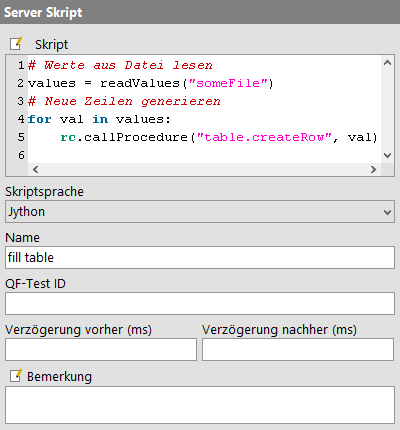 Server Skript
Skript
1 # Werte aus Datei lesen
2 values = readValues("someFile")
3 # Neue Zeilen generieren
4 for val in values:
5     rc.callProcedure("table.createRow", val)
6
Skriptsprache
Jython
Name
fill table
QF-Test ID
Verzögerung vorher (ms) Verzögerung nachher (ms)
Bemerkung